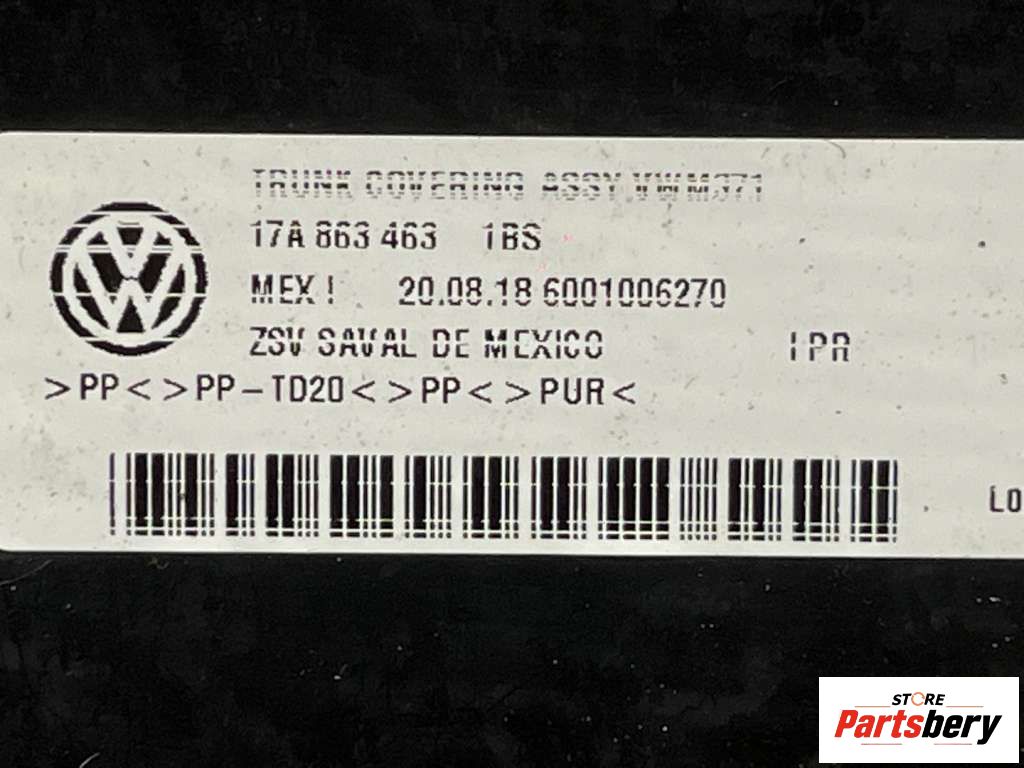 TRUNK COVERING ASSY.VWM371
17A 863 463 1BS
MEX I 20.08.18 6001006270
ZSV SAVAL DE MEXICO IPR
>PP<>PP-TD20<>PP<>PUR<
LO
STORE
Partsbery